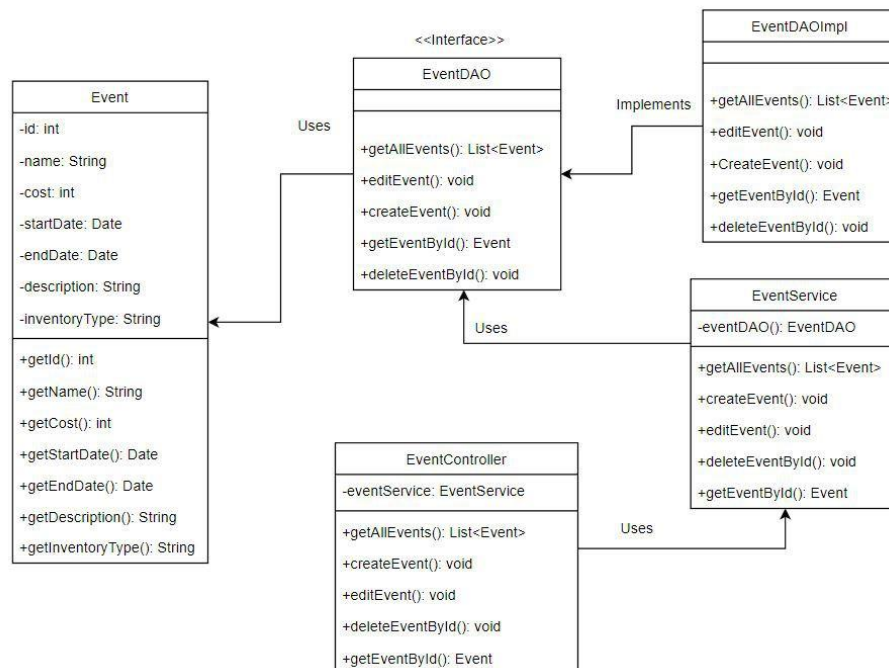 Event
-id: int
-name: String
-cost: int
-startDate: Date
-endDate: Date
-description: String
-inventoryType: String
+getId(): int
+getName(): String
+getCost(): int
+getStartDate(): Date
+getEndDate(): Date
+getDescription(): String
+getInventoryType(): String
Uses
<<Interface>>
EventDAO
+getAllEvents(): List<Event>
+editEvent(): void
+createEvent(): void
+getEventById(): Event
+deleteEventById(): void
Implements
EventDAOImpl
+getAllEvents(): List<Event>
+editEvent(): void
+CreateEvent(): void
+getEventById(): Event
+deleteEventById(): void
Uses
EventService
-eventDAO(): EventDAO
+getAllEvents(): List<Event>
+createEvent(): void
+editEvent(): void
+deleteEventById(): void
+getEventById(): Event
EventController
-eventService: EventService
+getAllEvents(): List<Event>
+createEvent(): void
+editEvent(): void
+deleteEventById(): void
+getEventById(): Event
Uses